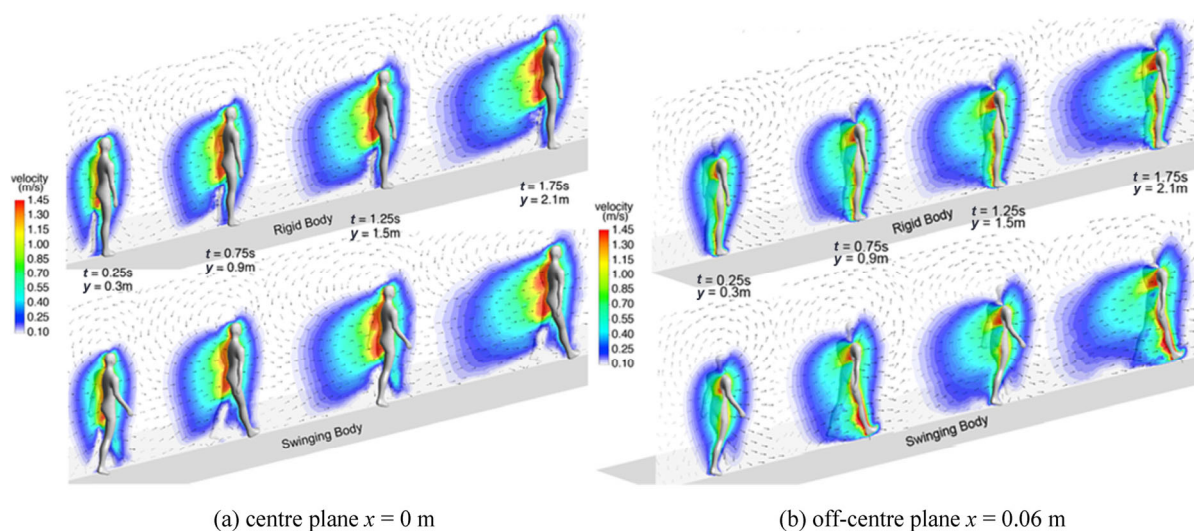 velocity
(m/s)
1.45
1.30
1.15
1.00
0.85
0.70
0.55
0.40
0.25
0.10
Rigid Body
t = 0.25s
y = 0.3m
t = 0.75s
y = 0.9m
t = 1.25s
y = 1.5m
t = 1.75s
y = 2.1m
Swinging Body
(a) centre plane x = 0 m
velocity
(m/s)
1.45
1.30
1.15
1.00
0.85
0.70
0.55
0.40
0.25
0.10
Rigid Body
t = 0.25s
y = 0.3m
t = 0.75s
y = 0.9m
t = 1.25s
y = 1.5m
t = 1.75s
y = 2.1m
Swinging Body
(b) off-centre plane x = 0.06 m